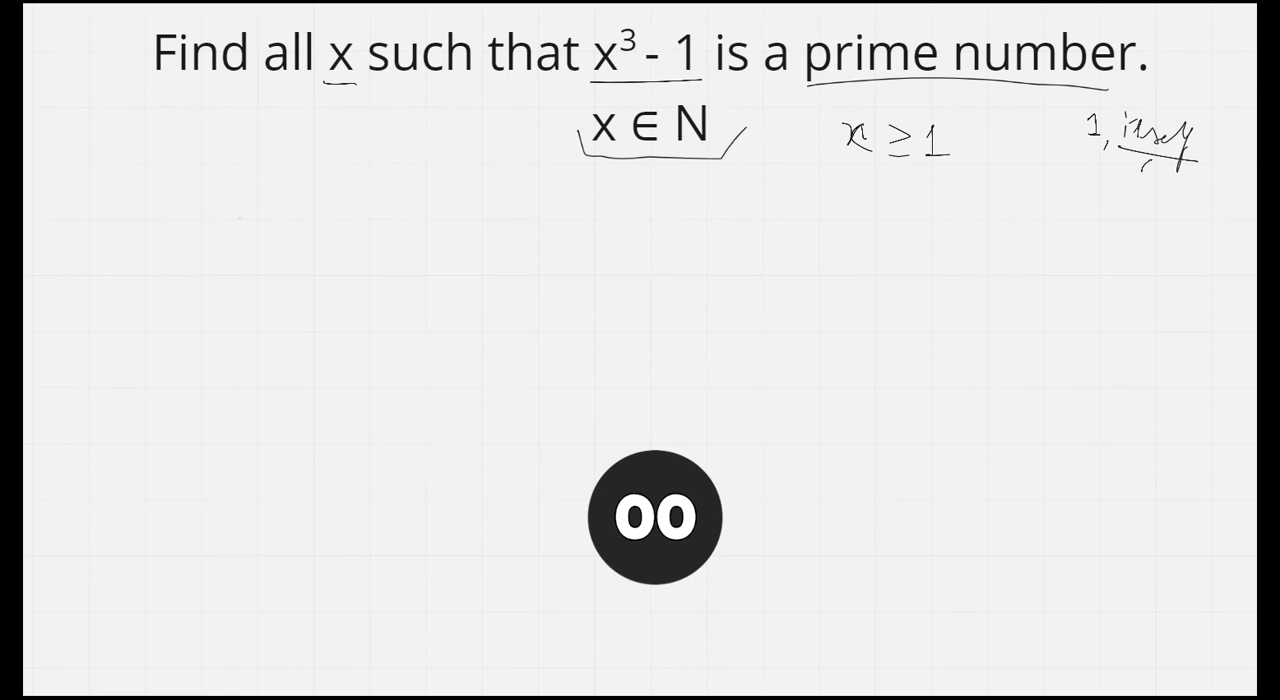 Find all x such that x³ - 1 is a prime number.
x ∈ N x ≥ 1 1, itself
00